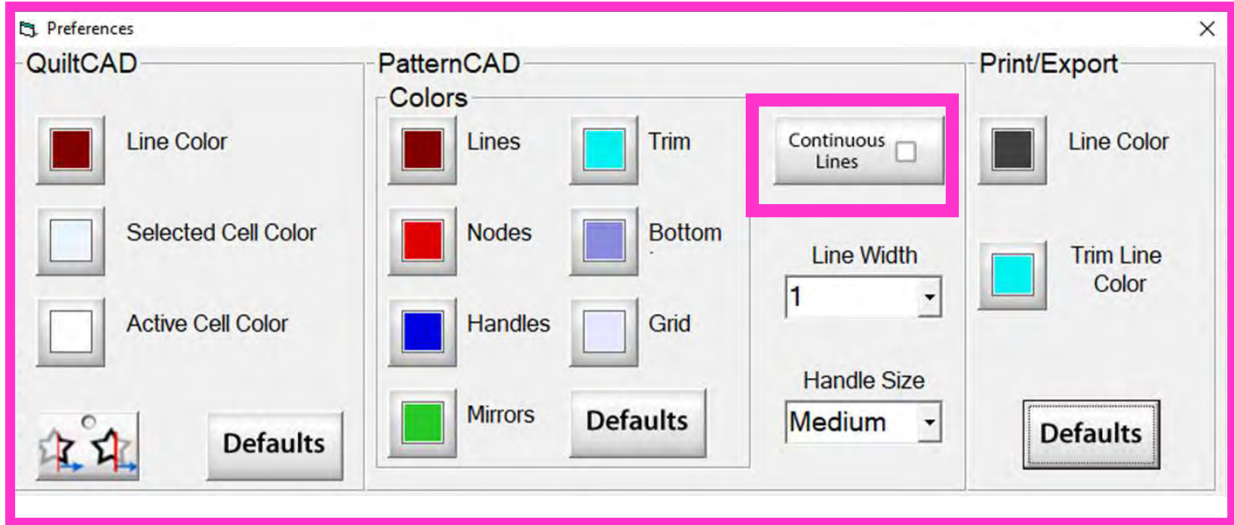 Preferences
QuiltCAD
Line Color
Selected Cell Color
Active Cell Color
Defaults
PatternCAD
Colors
Lines
Trim
Nodes
Bottom
Handles
Grid
Mirrors
Defaults
Continuous
Lines
Line Width
1
Handle Size
Medium
Print/Export
Line Color
Trim Line
Color
Defaults